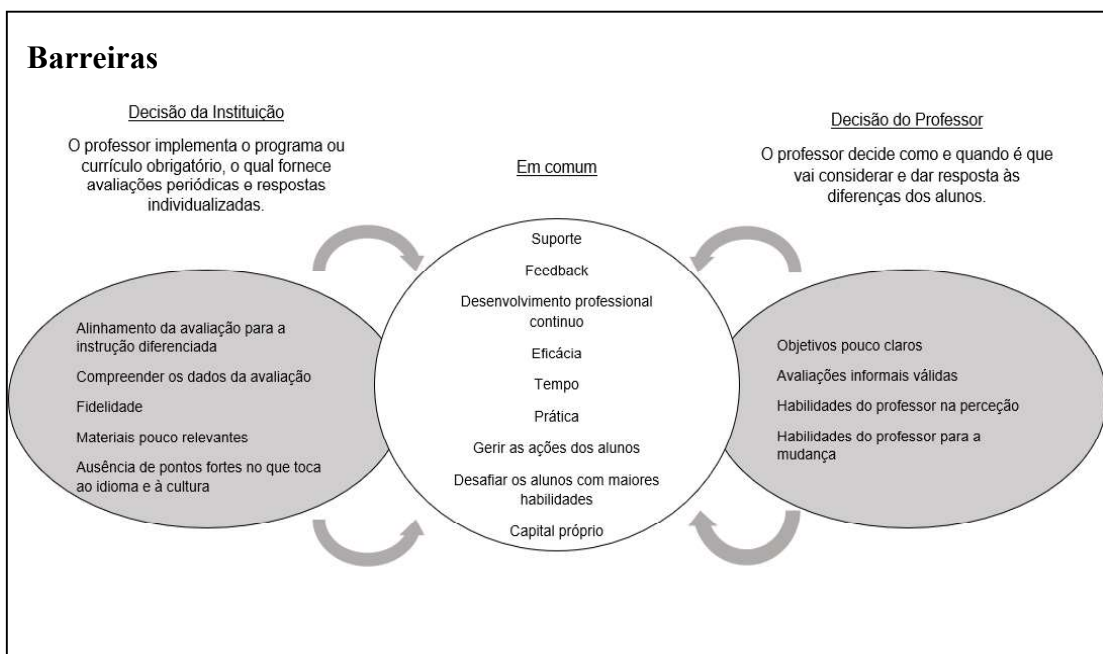 Barreiras
Decisão da Instituição
O professor implementa o programa ou
currículo obrigatório, o qual fornece
avaliações periódicas e respostas
individualizadas.
Alinhamento da avaliação para a
instrução diferenciada
Compreender os dados da avaliação
Fidelidade
Materiais pouco relevantes
Ausência de pontos fortes no que toca
ao idioma e à cultura
Em comum
Suporte
Feedback
Desenvolvimento professional
continuo
Eficácia
Tempo
Prática
Gerir as ações dos alunos
Desafiar os alunos com maiores
habilidades
Capital próprio
Decisão do Professor
O professor decide como e quando é que
vai considerar e dar resposta às
diferenças dos alunos.
Objetivos pouco claros
Avaliações informais válidas
Habilidades do professor na perceção
Habilidades do professor para a
mudança